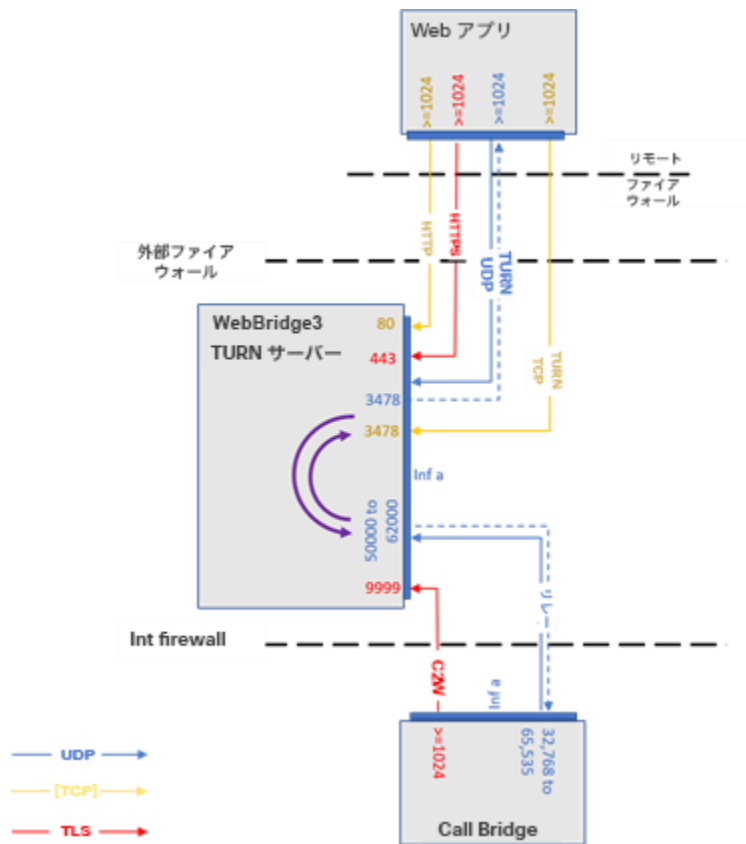 Web アプリ
>=1024
>=1024
>=1024
>=1024
リモート
ファイア
ウォール
外部ファイア
ウォール
HTTP
HTTPS
UDP
TURN
TURN
TCP
WebBridge3
TURN サーバー
80
443
3478
3478
Inf a
50000 to
62000
9999
リレー
Int firewall
C2W
Inf a
>=1024
32,768 to
65,535
Call Bridge
UDP
[TCP]
TLS